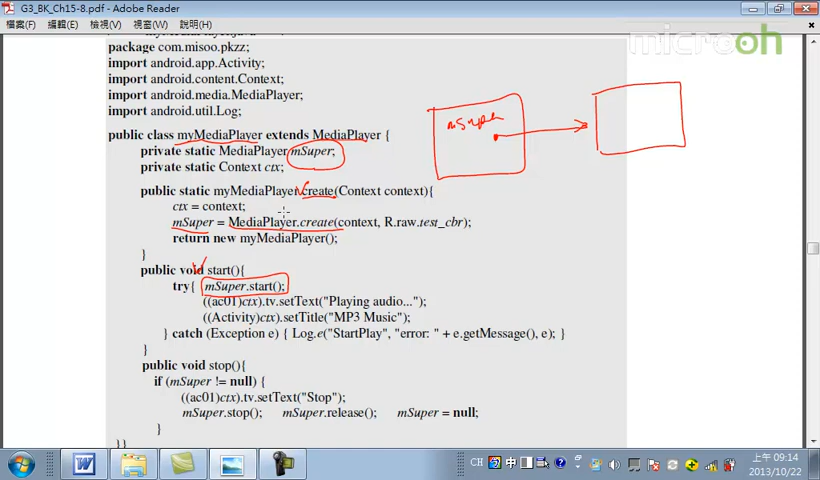 G3_BK_Ch15-8.pdf - Adobe Reader
檔案(F) 編輯(E) 檢視(V) 視窗(W) 說明(H)
microoh
package com.misoo.pkzz;
import android.app.Activity;
import android.content.Context;
import android.media.MediaPlayer;
import android.util.Log;
public class myMediaPlayer extends MediaPlayer {
private static MediaPlayer mSuper;
private static Context ctx;
public static myMediaPlayer create(Context context){
ctx = context;
mSuper = MediaPlayer.create(context, R.raw.test_cbr);
return new myMediaPlayer();
}
public void start(){
try{ mSuper.start();
((ac01)ctx).tv.setText("Playing audio...");
((Activity)ctx).setTitle("MP3 Music");
} catch (Exception e) { Log.e("StartPlay", "error: " + e.getMessage(), e); }
}
public void stop(){
if (mSuper != null) {
((ac01)ctx).tv.setText("Stop");
mSuper.stop(); mSuper.release(); mSuper = null;
}
}}
mSuper
CH 中
上午 09:14
2013/10/22